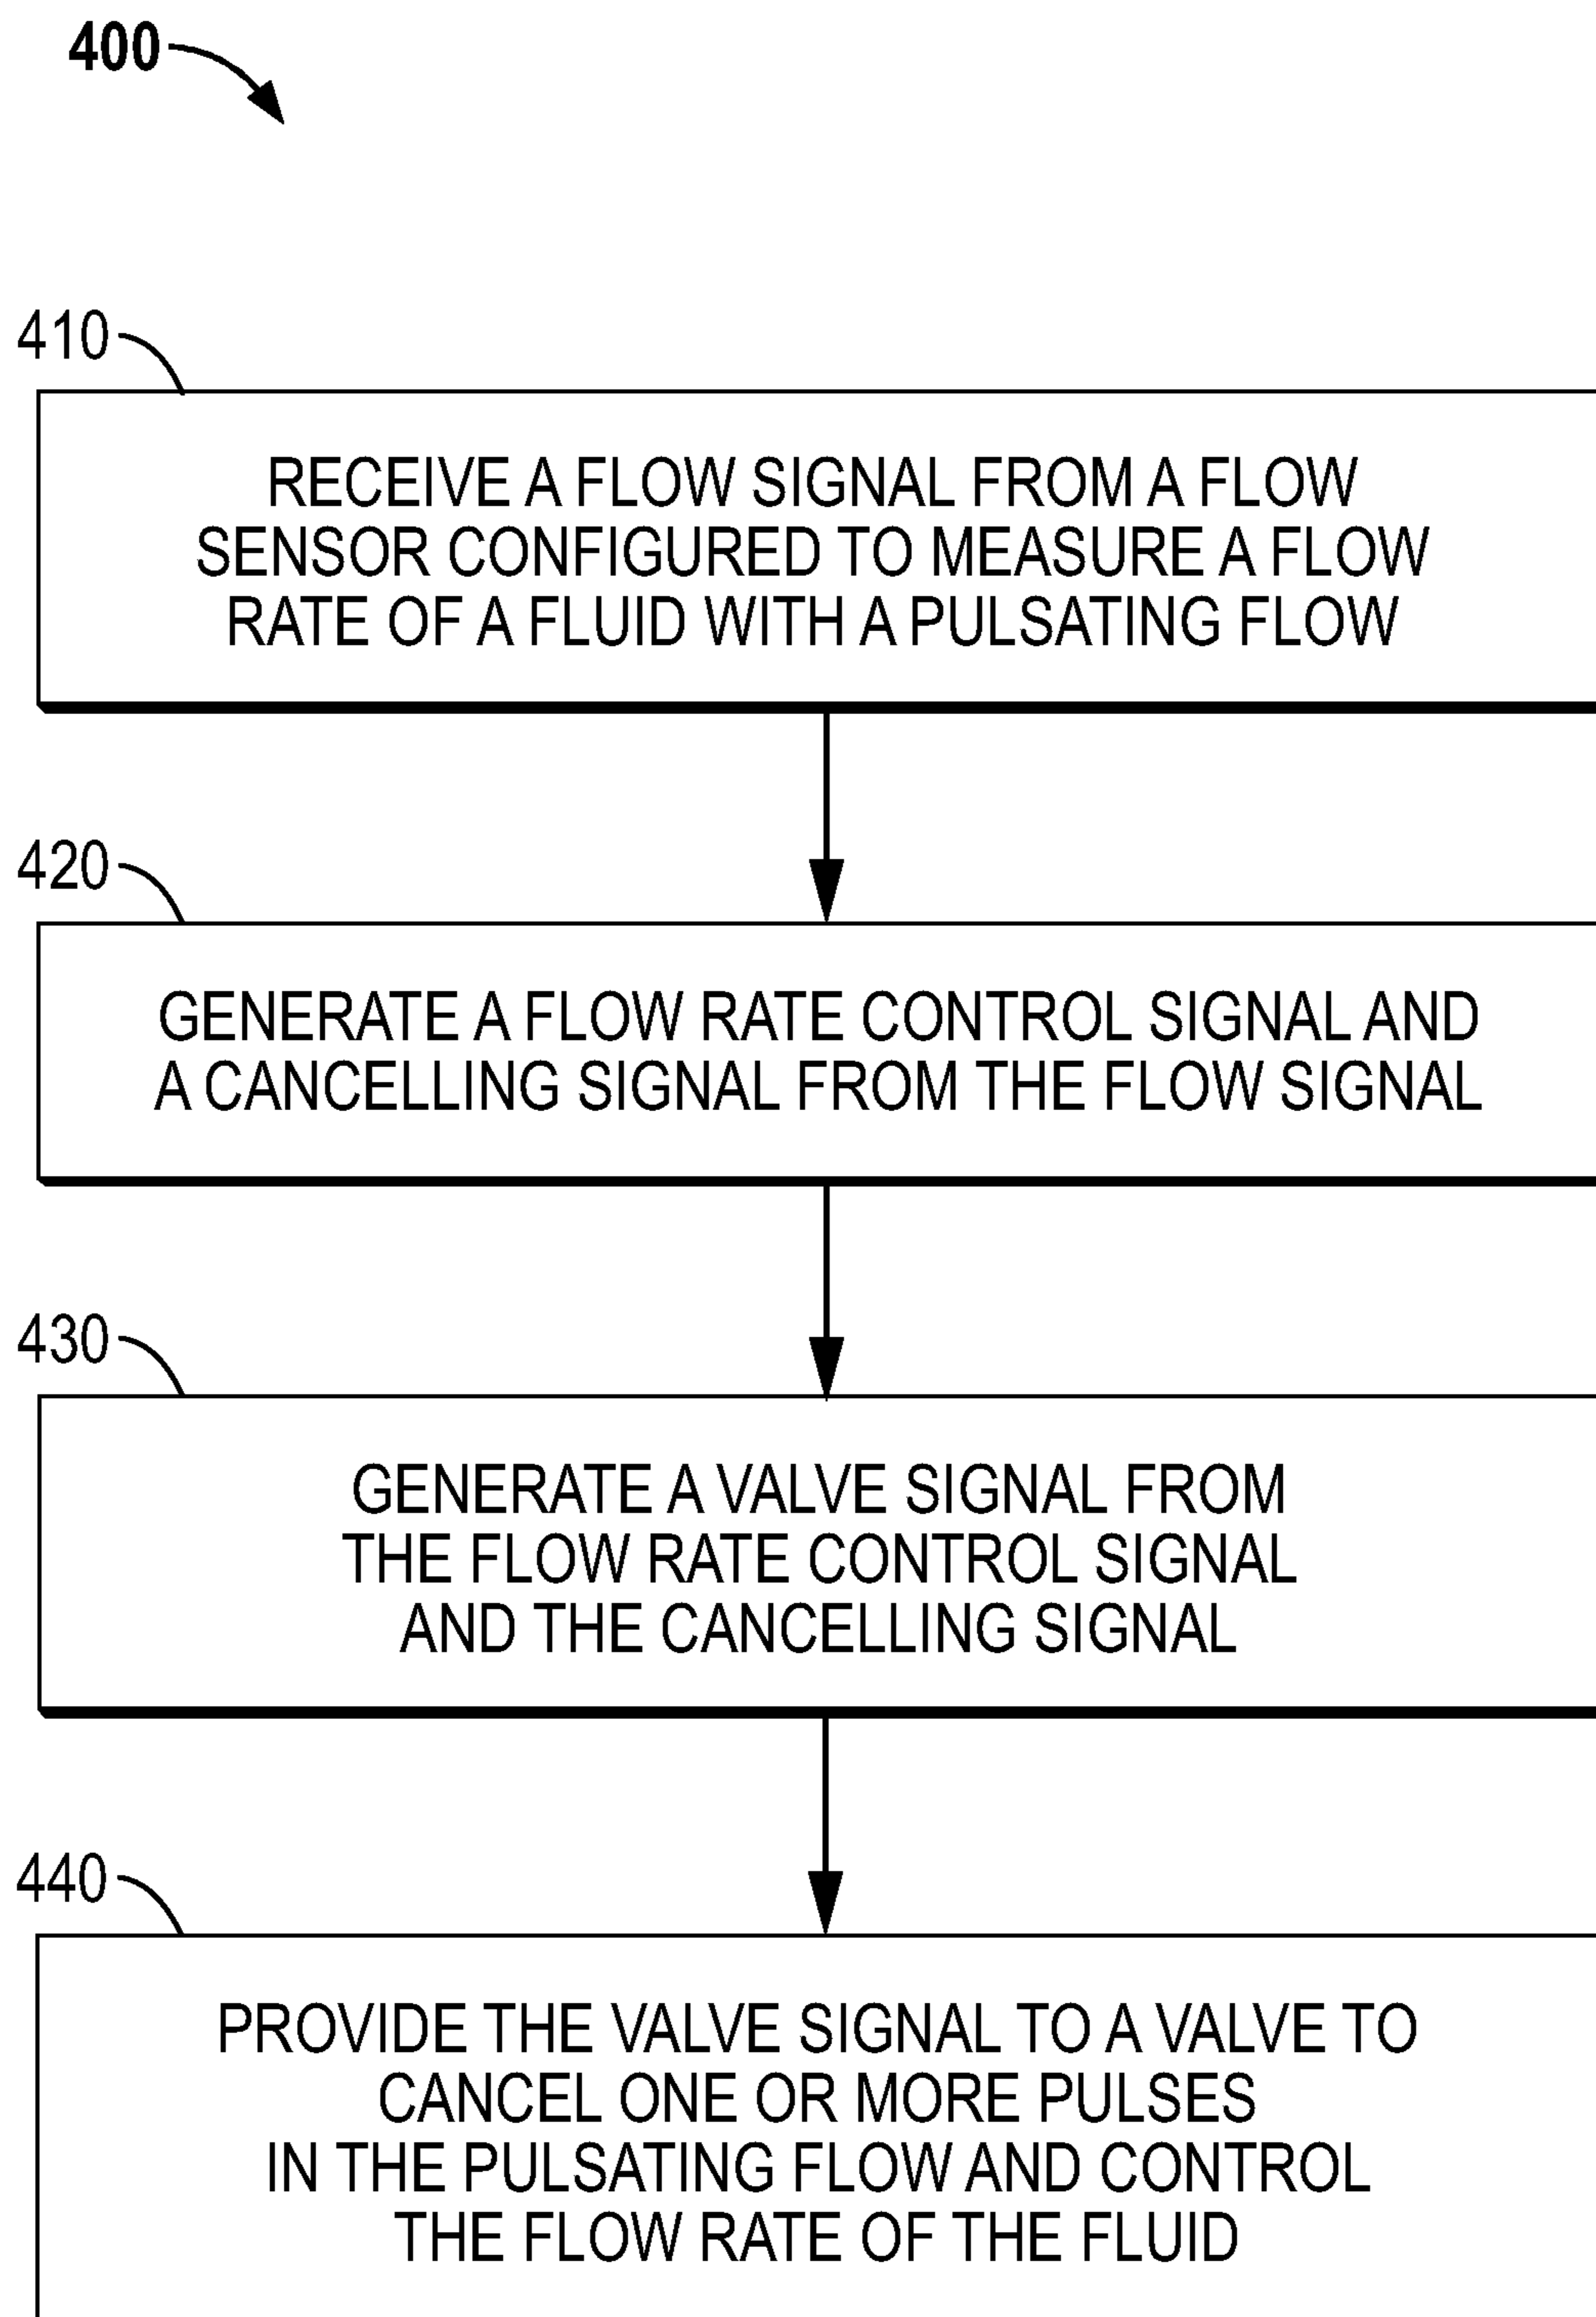 400
410
RECEIVE A FLOW SIGNAL FROM A FLOW
SENSOR CONFIGURED TO MEASURE A FLOW
RATE OF A FLUID WITH A PULSATING FLOW
420
GENERATE A FLOW RATE CONTROL SIGNAL AND
A CANCELLING SIGNAL FROM THE FLOW SIGNAL
430
GENERATE A VALVE SIGNAL FROM
THE FLOW RATE CONTROL SIGNAL
AND THE CANCELLING SIGNAL
440
PROVIDE THE VALVE SIGNAL TO A VALVE TO
CANCEL ONE OR MORE PULSES
IN THE PULSATING FLOW AND CONTROL
THE FLOW RATE OF THE FLUID